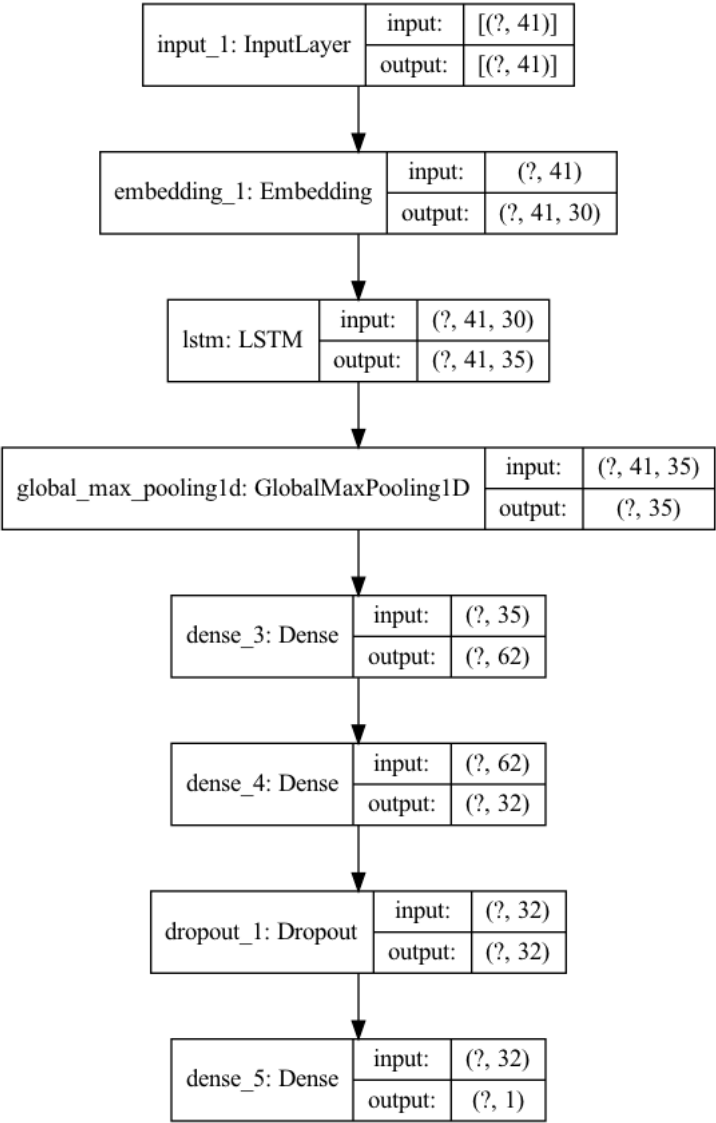 input_1: InputLayer
input: [(?, 41)]
output: [(?, 41)]
embedding_1: Embedding
input: (?, 41)
output: (?, 41, 30)
lstm: LSTM
input: (?, 41, 30)
output: (?, 41, 35)
global_max_pooling1d: GlobalMaxPooling1D
input: (?, 41, 35)
output: (?, 35)
dense_3: Dense
input: (?, 35)
output: (?, 62)
dense_4: Dense
input: (?, 62)
output: (?, 32)
dropout_1: Dropout
input: (?, 32)
output: (?, 32)
dense_5: Dense
input: (?, 32)
output: (?, 1)